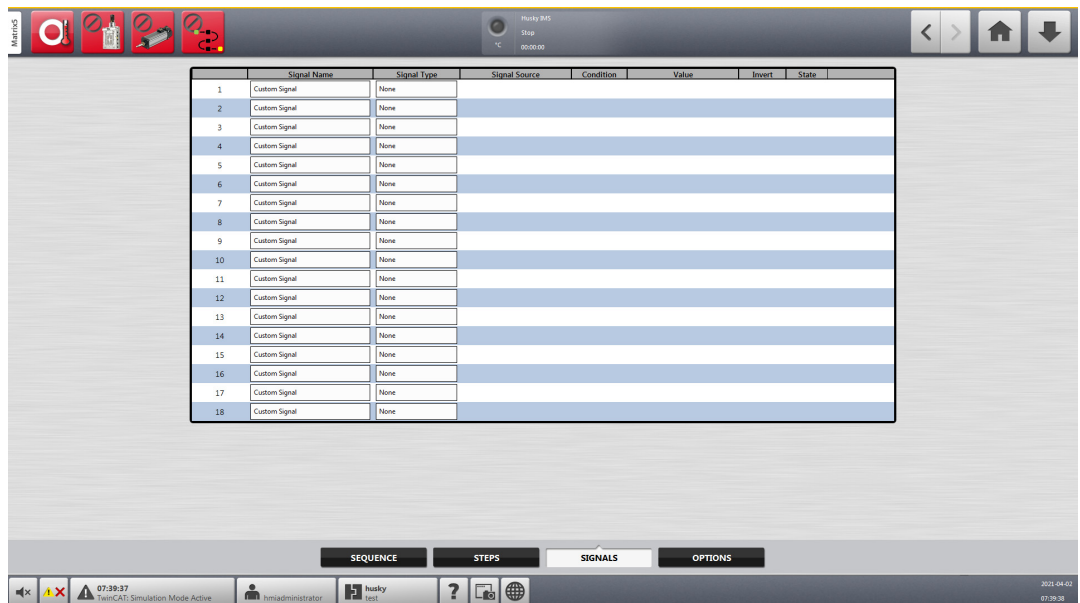 Matrix5
Husky IMS
Stop
°C 00:00:00
Signal Name Signal Type Signal Source Condition Value Invert State
1 Custom Signal None
2 Custom Signal None
3 Custom Signal None
4 Custom Signal None
5 Custom Signal None
6 Custom Signal None
7 Custom Signal None
8 Custom Signal None
9 Custom Signal None
10 Custom Signal None
11 Custom Signal None
12 Custom Signal None
13 Custom Signal None
14 Custom Signal None
15 Custom Signal None
16 Custom Signal None
17 Custom Signal None
18 Custom Signal None
SEQUENCE STEPS SIGNALS OPTIONS
07:39:37
TwinCAT: Simulation Mode Active
hmiadministrator
husky
test
?
2021-04-02
07:39:38